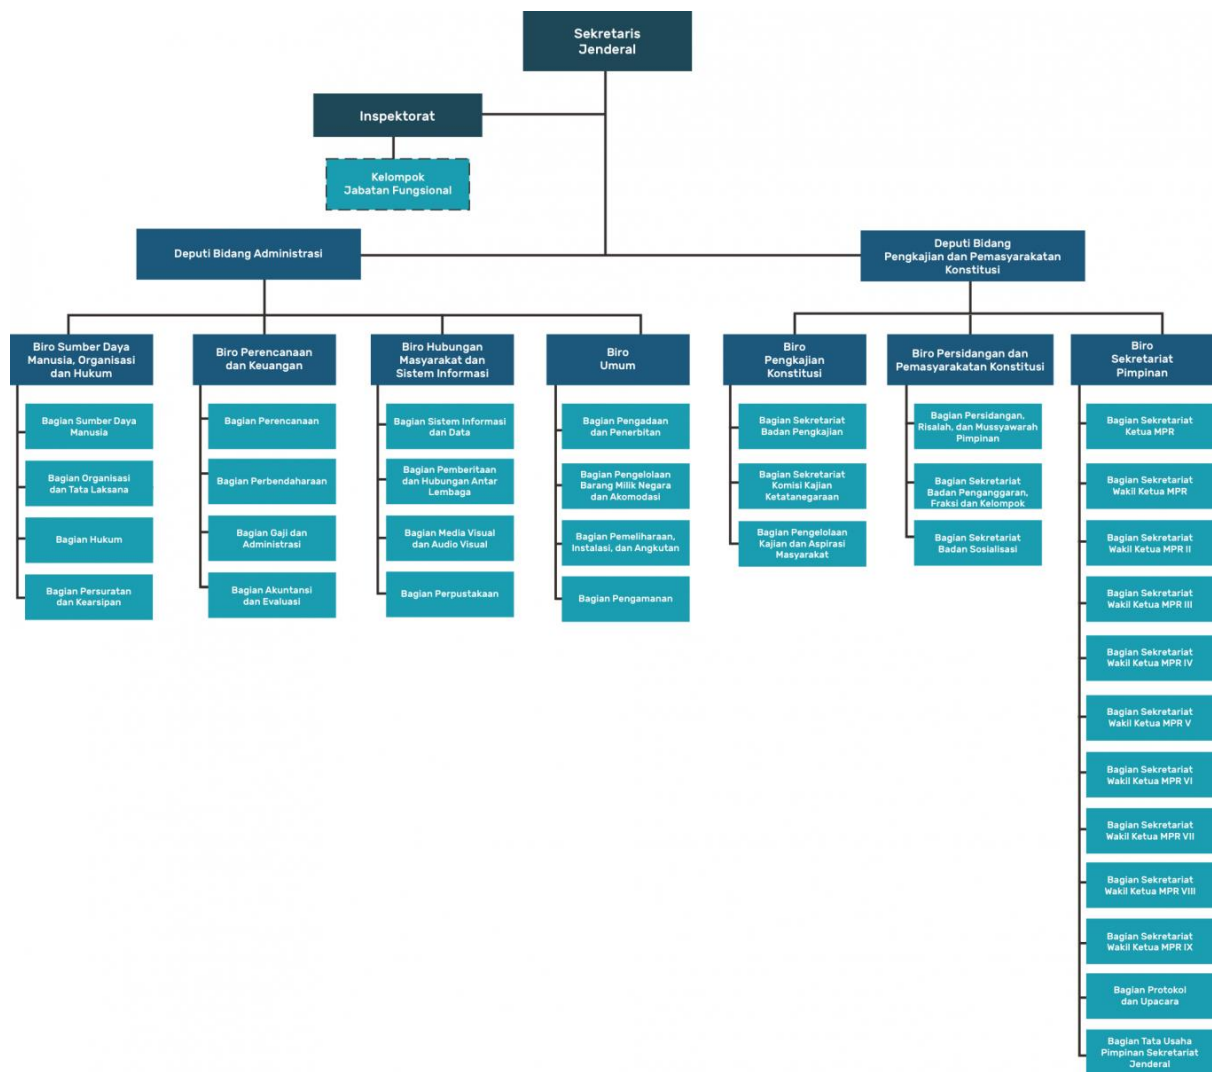 Sekretaris
Jenderal
Inspektorat
Kelompok
Jabatan Fungsional
Deputi Bidang Administrasi
Deputi Bidang
Pengkajian dan Pemasyarakatan
Konstitusi
Biro Sumber Daya
Manusia, Organisasi
dan Hukum
Bagian Sumber Daya
Manusia
Bagian Organisasi
dan Tata Laksana
Bagian Hukum
Bagian Persuratan
dan Kearsipan
Biro Perencanaan
dan Keuangan
Bagian Perencanaan
Bagian Perbendaharaan
Bagian Gaji dan
Administrasi
Bagian Akuntansi
dan Evaluasi
Biro Hubungan
Masyarakat dan
Sistem Informasi
Bagian Sistem Informasi
dan Data
Bagian Pemberitaan
dan Hubungan Antar
Lembaga
Bagian Media Visual
dan Audio Visual
Bagian Perpustakaan
Biro
Umum
Bagian Pengadaan
dan Penerbitan
Bagian Pengelolaan
Barang Milik Negara
dan Akomodasi
Bagian Pemeliharaan,
Instalasi, dan Angkutan
Bagian Pengamanan
Biro
Pengkajian
Konstitusi
Bagian Sekretariat
Badan Pengkajian
Bagian Sekretariat
Komisi Kajian
Ketatanegaraan
Bagian Pengelolaan
Kajian dan Aspirasi
Masyarakat
Biro Persidangan dan
Pemasyarakatan Konstitusi
Bagian Persidangan,
Risalah, dan Mussyawarah
Pimpinan
Bagian Sekretariat
Badan Penganggaran,
Fraksi dan Kelompok
Bagian Sekretariat
Badan Sosialisasi
Biro
Sekretariat
Pimpinan
Bagian Sekretariat
Ketua MPR
Bagian Sekretariat
Wakil Ketua MPR
Bagian Sekretariat
Wakil Ketua MPR II
Bagian Sekretariat
Wakil Ketua MPR III
Bagian Sekretariat
Wakil Ketua MPR IV
Bagian Sekretariat
Wakil Ketua MPR V
Bagian Sekretariat
Wakil Ketua MPR VI
Bagian Sekretariat
Wakil Ketua MPR VII
Bagian Sekretariat
Wakil Ketua MPR VIII
Bagian Sekretariat
Wakil Ketua MPR IX
Bagian Protokol
dan Upacara
Bagian Tata Usaha
Pimpinan Sekretariat
Jenderal